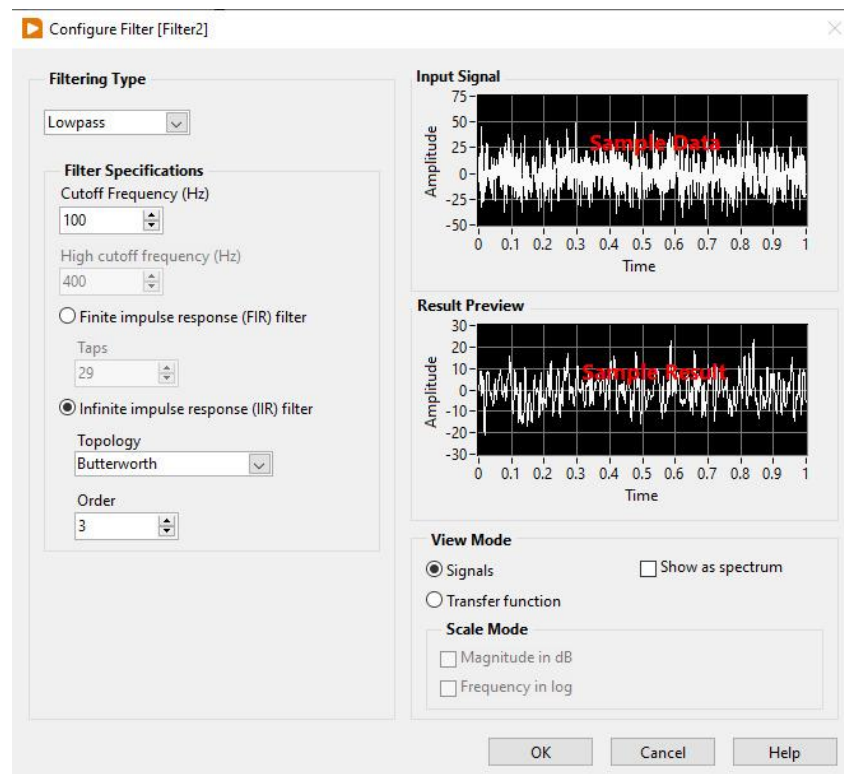 Configure Filter [Filter2]
Filtering Type
Lowpass
Filter Specifications
Cutoff Frequency (Hz)
100
High cutoff frequency (Hz)
400
Finite impulse response (FIR) filter
Taps
29
Infinite impulse response (IIR) filter
Topology
Butterworth
Order
3
Input Signal
75
50
25
0
-25
-50
Amplitude
Sample Data
0 0.1 0.2 0.3 0.4 0.5 0.6 0.7 0.8 0.9 1
Time
Result Preview
30
20
10
0
-10
-20
-30
Amplitude
Sample Result
0 0.1 0.2 0.3 0.4 0.5 0.6 0.7 0.8 0.9 1
Time
View Mode
Signals
Show as spectrum
Transfer function
Scale Mode
Magnitude in dB
Frequency in log
OK Cancel Help